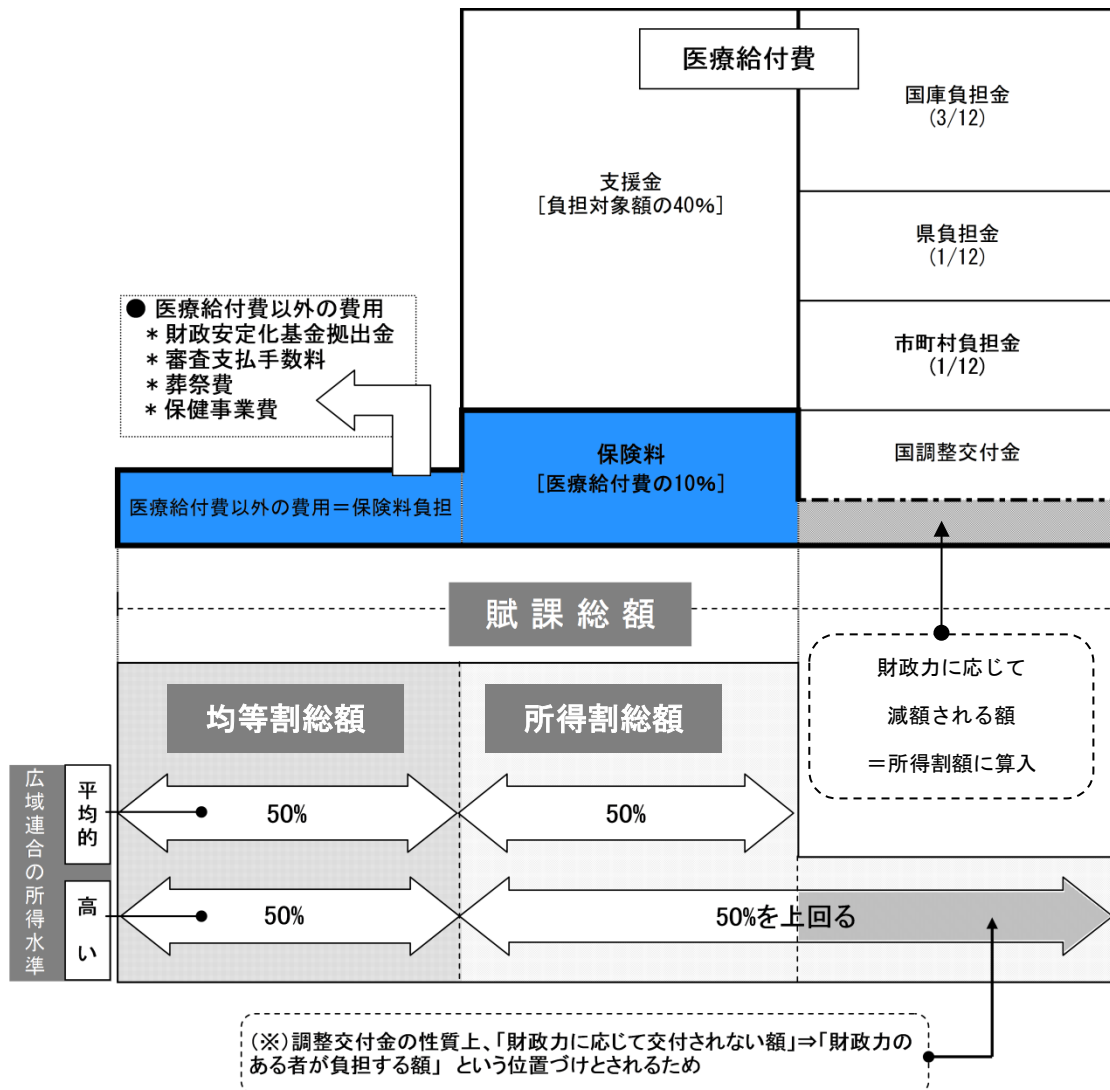 医療給付費
国庫負担金
(3/12)
支援金
[負担対象額の40%]
県負担金
(1/12)
市町村負担金
(1/12)
● 医療給付費以外の費用
* 財政安定化基金拠出金
* 審査支払手数料
* 葬祭費
* 保健事業費
保険料
[医療給付費の10%]
国調整交付金
医療給付費以外の費用=保険料負担
賦課総額
財政力に応じて
減額される額
=所得割額に算入
均等割総額
所得割総額
広域連合の所得水準
平均的
50%
50%
高い
50%
50%を上回る
(※)調整交付金の性質上、「財政力に応じて交付されない額」⇒「財政力の
ある者が負担する額」 という位置づけとされるため